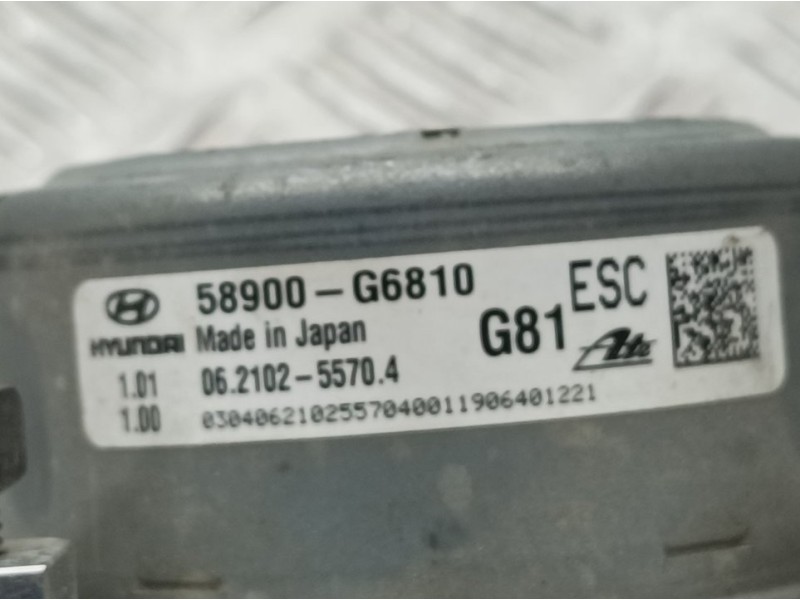 58900-G6810
HYUNDAI
Made in Japan
1.01
06.2102-5570.4
1.00
0304062102557040011906401221
G81
ESC
Ate